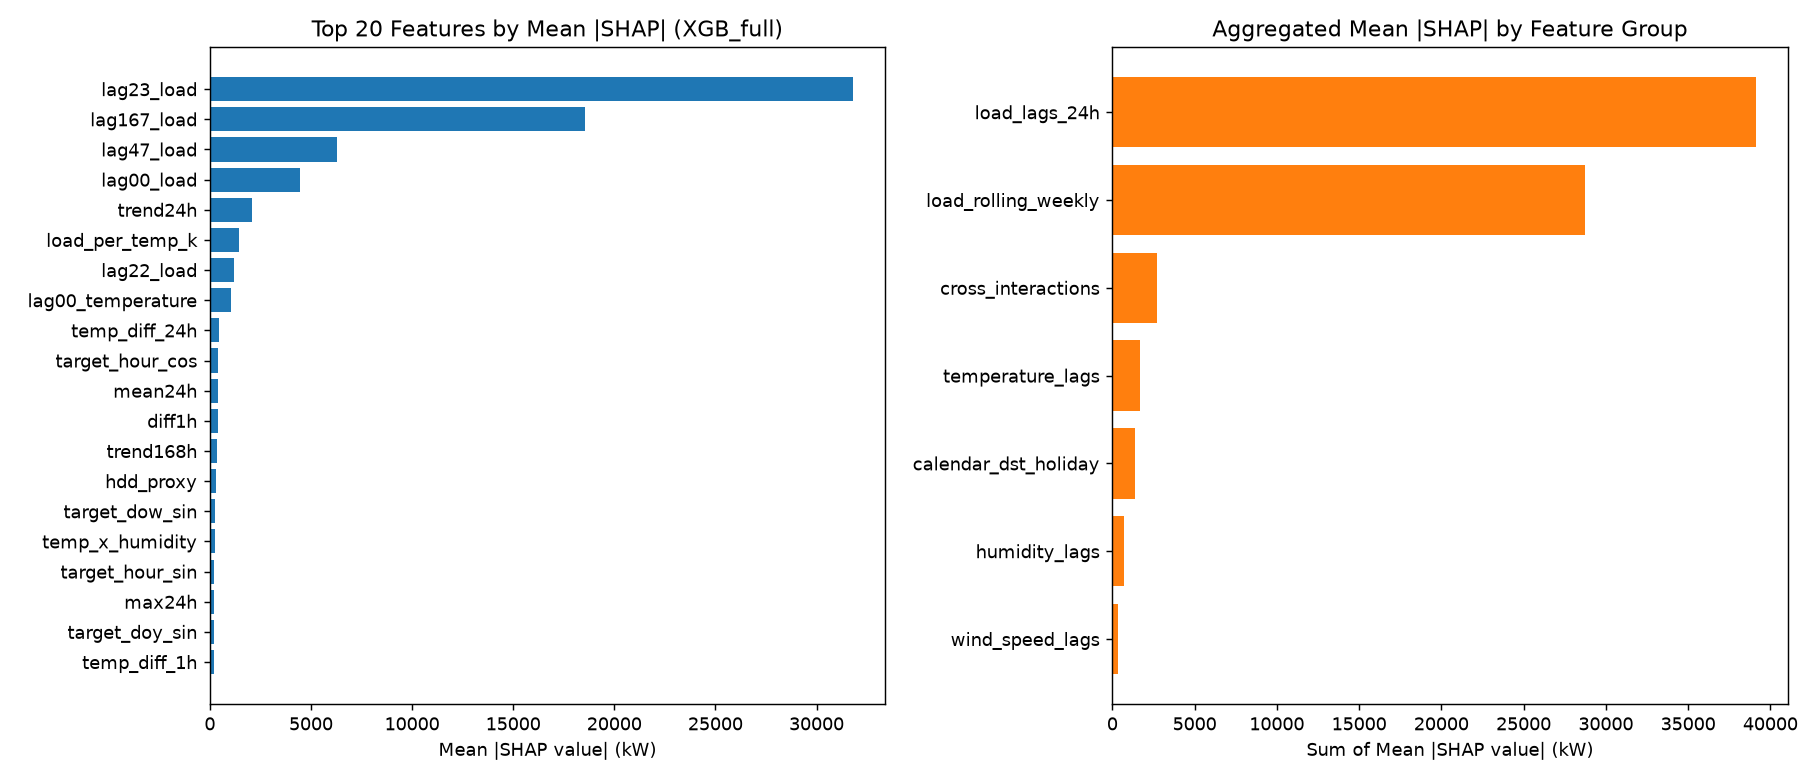 Top 20 Features by Mean |SHAP| (XGB_full)
lag23_load
lag167_load
lag47_load
lag00_load
trend24h
load_per_temp_k
lag22_load
lag00_temperature
temp_diff_24h
target_hour_cos
mean24h
diff1h
trend168h
hdd_proxy
target_dow_sin
temp_x_humidity
target_hour_sin
max24h
target_doy_sin
temp_diff_1h
0 5000 10000 15000 20000 25000 30000
Mean |SHAP value| (kW)
Aggregated Mean |SHAP| by Feature Group
load_lags_24h
load_rolling_weekly
cross_interactions
temperature_lags
calendar_dst_holiday
humidity_lags
wind_speed_lags
0 5000 10000 15000 20000 25000 30000 35000 40000
Sum of Mean |SHAP value| (kW)